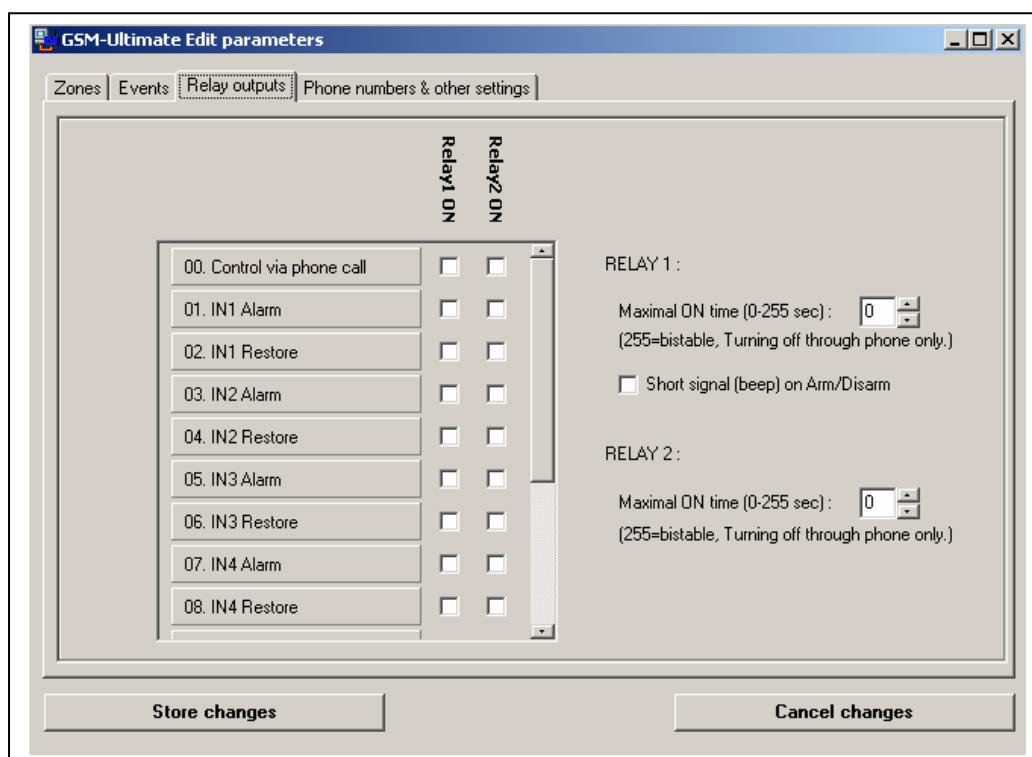 GSM-Ultimate Edit parameters
Zones
Events
Relay outputs
Phone numbers & other settings
Relay1 ON
Relay2 ON
00. Control via phone call
01. IN1 Alarm
02. IN1 Restore
03. IN2 Alarm
04. IN2 Restore
05. IN3 Alarm
06. IN3 Restore
07. IN4 Alarm
08. IN4 Restore
RELAY 1 :
Maximal ON time (0-255 sec) : 0
(255=bistable, Turning off through phone only.)
Short signal (beep) on Arm/Disarm
RELAY 2 :
Maximal ON time (0-255 sec) : 0
(255=bistable, Turning off through phone only.)
Store changes
Cancel changes